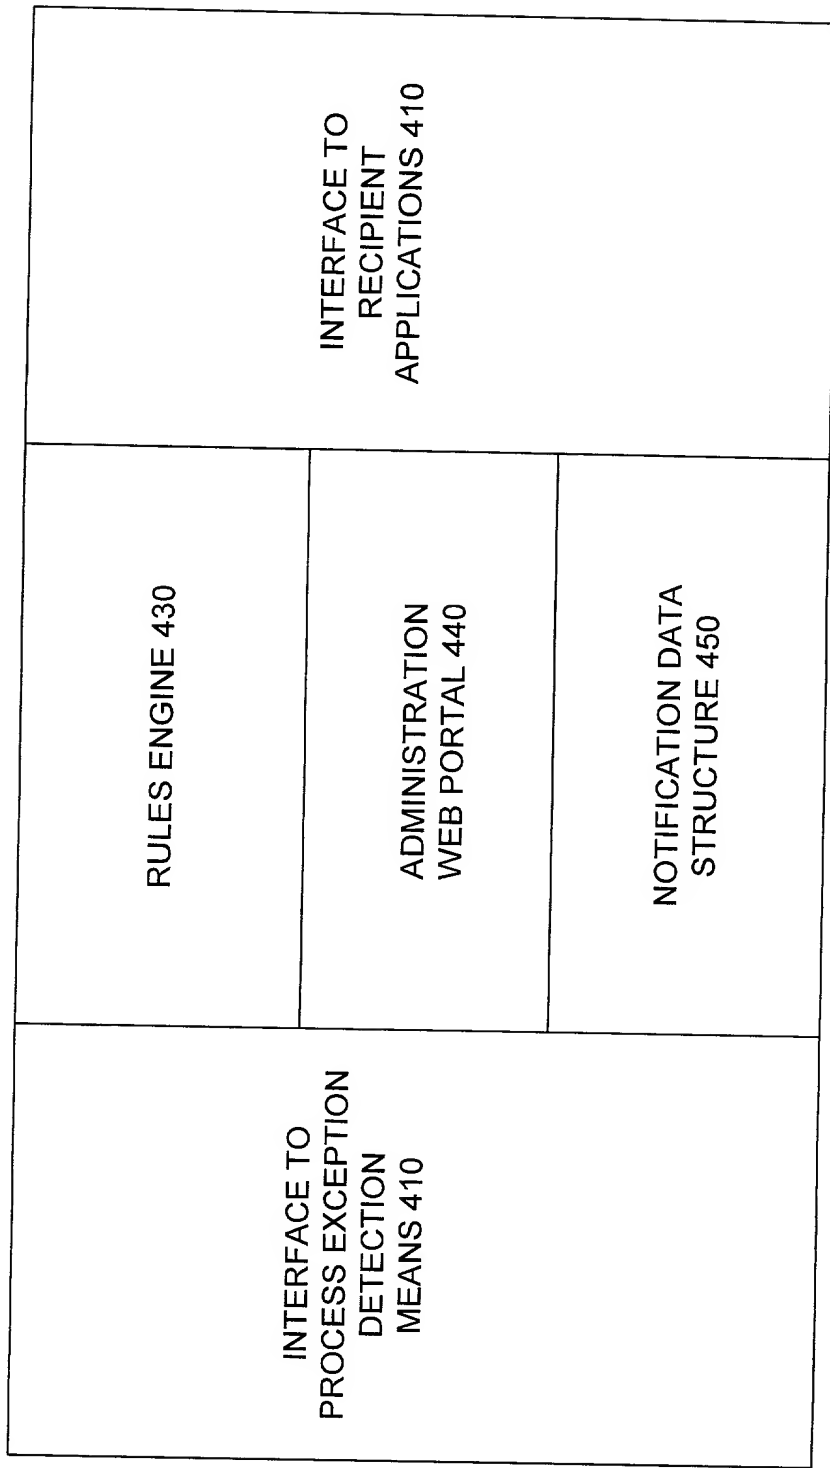 INTERFACE TO
PROCESS EXCEPTION
DETECTION
MEANS 410
RULES ENGINE 430
ADMINISTRATION
WEB PORTAL 440
NOTIFICATION DATA
STRUCTURE 450
INTERFACE TO
RECIPIENT
APPLICATIONS 410